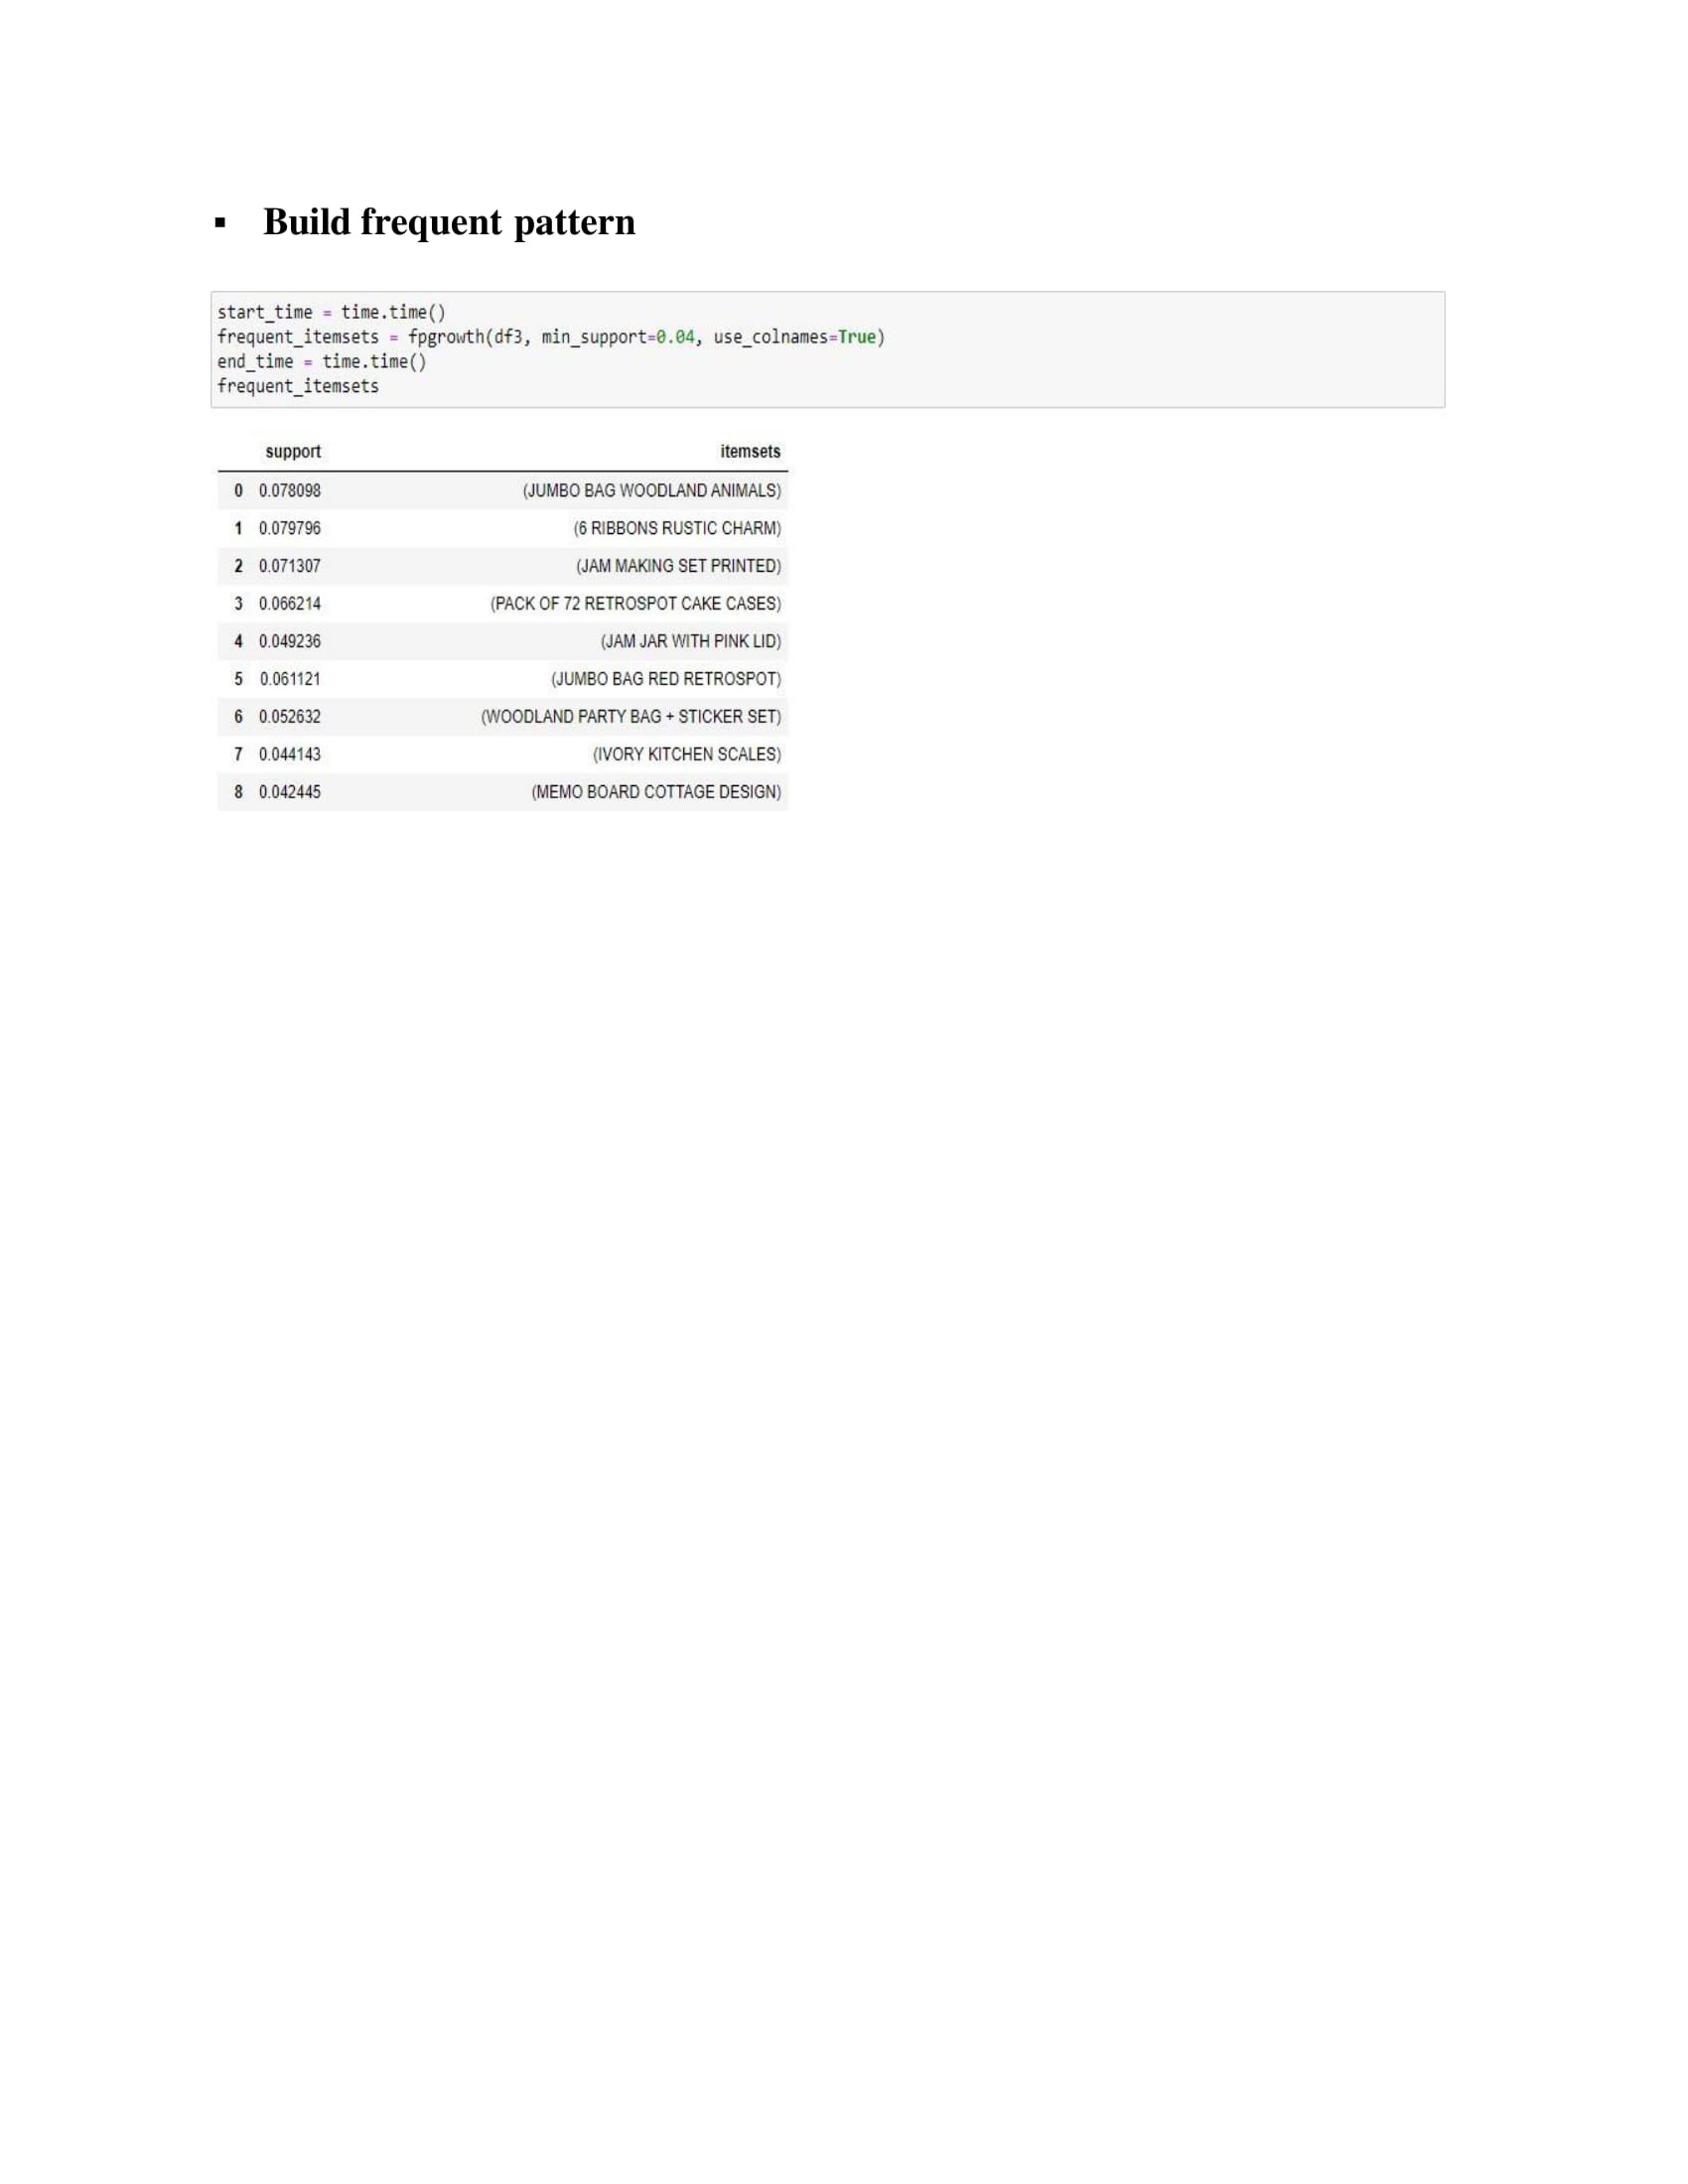 ▪ Build frequent pattern
start_time = time.time()
frequent_itemsets = fpgrowth(df3, min_support=0.04, use_colnames=True)
end_time = time.time()
frequent_itemsets
support itemsets
0 0.078098 (JUMBO BAG WOODLAND ANIMALS)
1 0.079796 (6 RIBBONS RUSTIC CHARM)
2 0.071307 (JAM MAKING SET PRINTED)
3 0.066214 (PACK OF 72 RETROSPOT CAKE CASES)
4 0.049236 (JAM JAR WITH PINK LID)
5 0.061121 (JUMBO BAG RED RETROSPOT)
6 0.052632 (WOODLAND PARTY BAG + STICKER SET)
7 0.044143 (IVORY KITCHEN SCALES)
8 0.042445 (MEMO BOARD COTTAGE DESIGN)